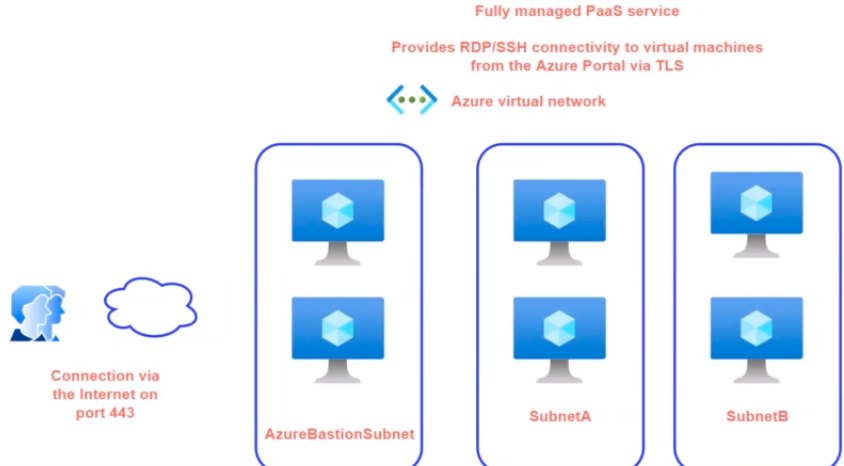 Fully managed PaaS service
Provides RDP/SSH connectivity to virtual machines
from the Azure Portal via TLS
Azure virtual network
Connection via
the Internet on
port 443
AzureBastionSubnet
SubnetA
SubnetB